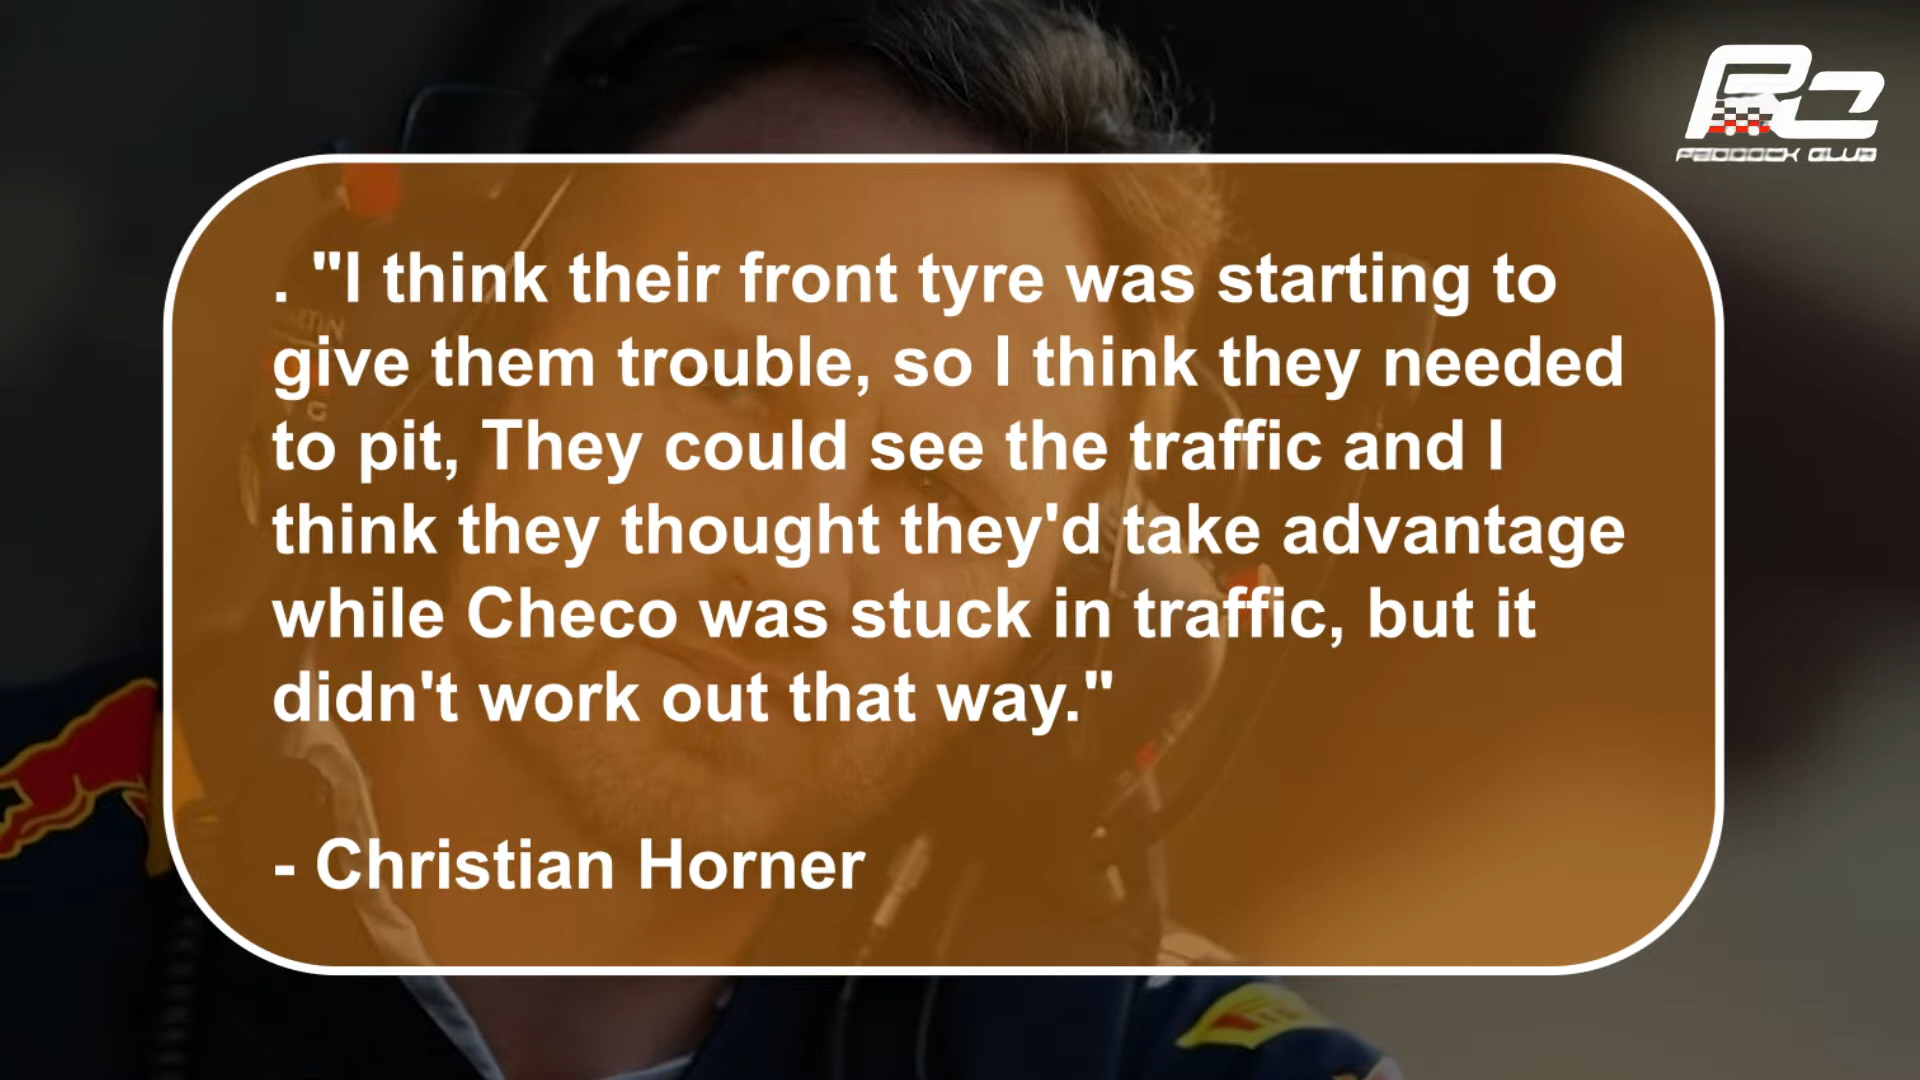 PC
PADDOCK CLUB
. "I think their front tyre was starting to
give them trouble, so I think they needed
to pit, They could see the traffic and I
think they thought they'd take advantage
while Checo was stuck in traffic, but it
didn't work out that way."
- Christian Horner